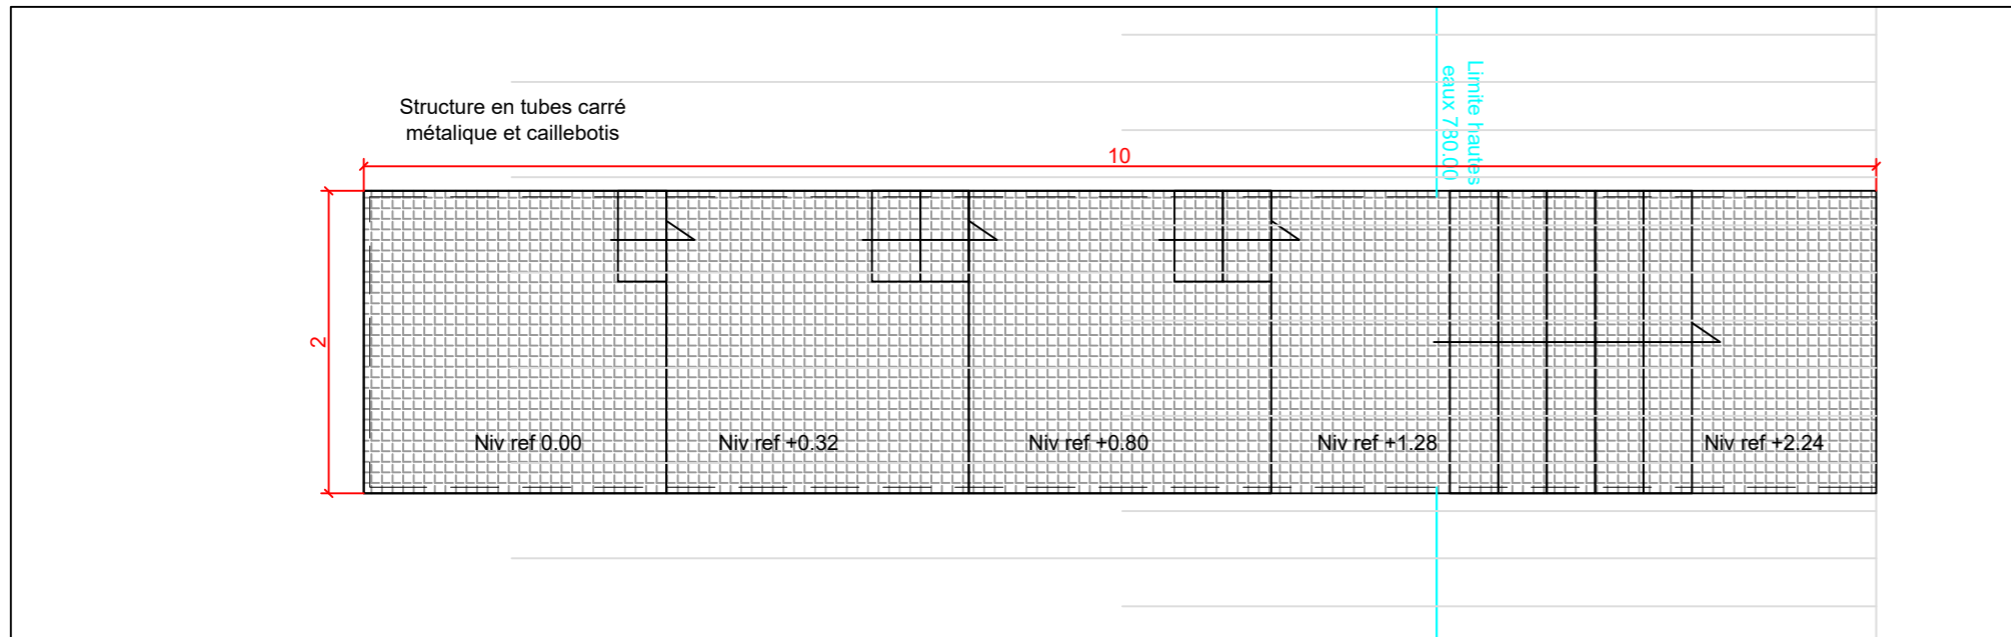 Structure en tubes carré
métalique et caillebotis
Limite hautes
eaux 780.00
10
2
Niv ref 0.00
Niv ref +0.32
Niv ref +0.80
Niv ref +1.28
Niv ref +2.24